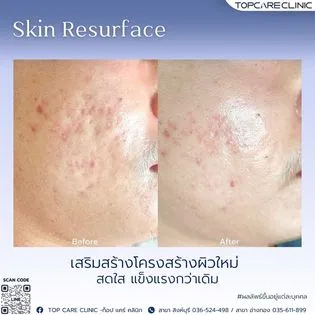 TOPCARE CLINIC
Skin Resurface
Before
After
เสริมสร้างโครงสร้างผิวใหม่
สดใส แข็งแรงกว่าเดิม
#ผลลัพธ์ขึ้นอยู่แต่ละบุคคล
SCAN CODE
LINE
TOP CARE CLINIC -ท็อป แคร์ คลินิก
สาขา สิงห์บุรี 036-524-498 / สาขา อ่างทอง 035-611-899